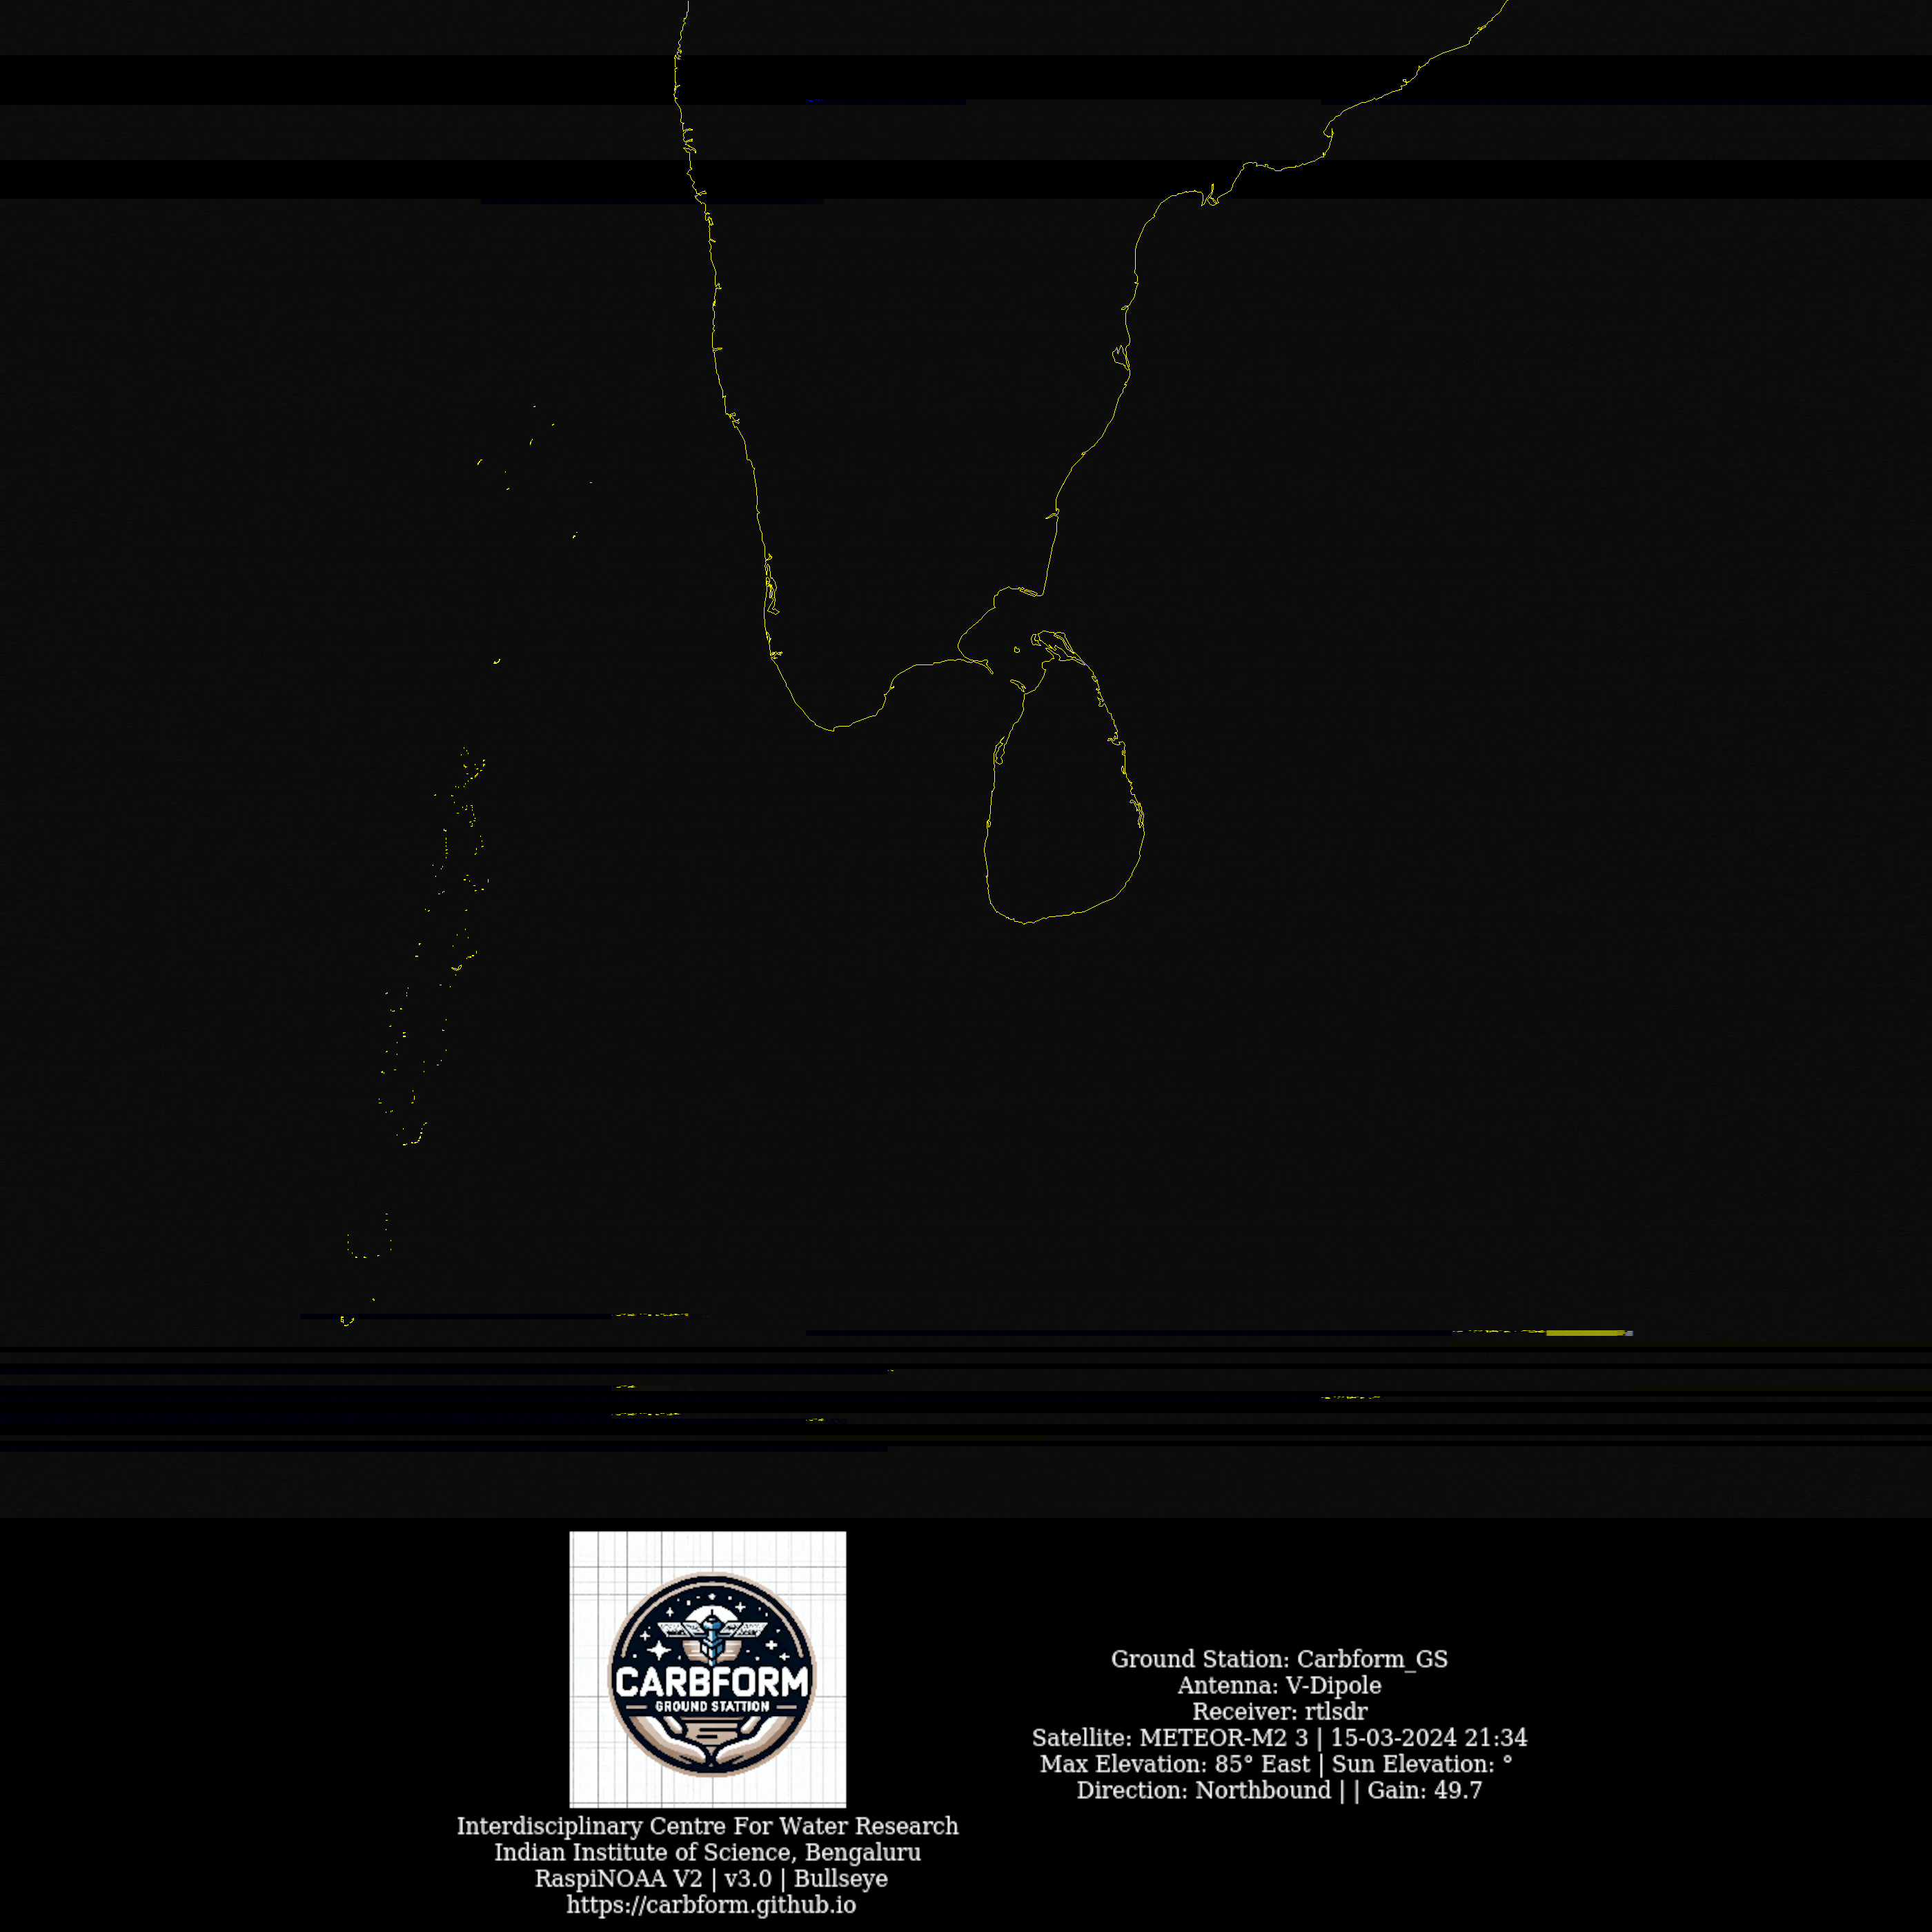 CARBFORM
GROUND STATTION
Interdisciplinary Centre For Water Research
Indian Institute of Science, Bengaluru
RaspiNOAA V2 | v3.0 | Bullseye
https://carbform.github.io
Ground Station: Carbform_GS
Antenna: V-Dipole
Receiver: rtlsdr
Satellite: METEOR-M2 3 | 15-03-2024 21:34
Max Elevation: 85° East | Sun Elevation: °
Direction: Northbound | | Gain: 49.7